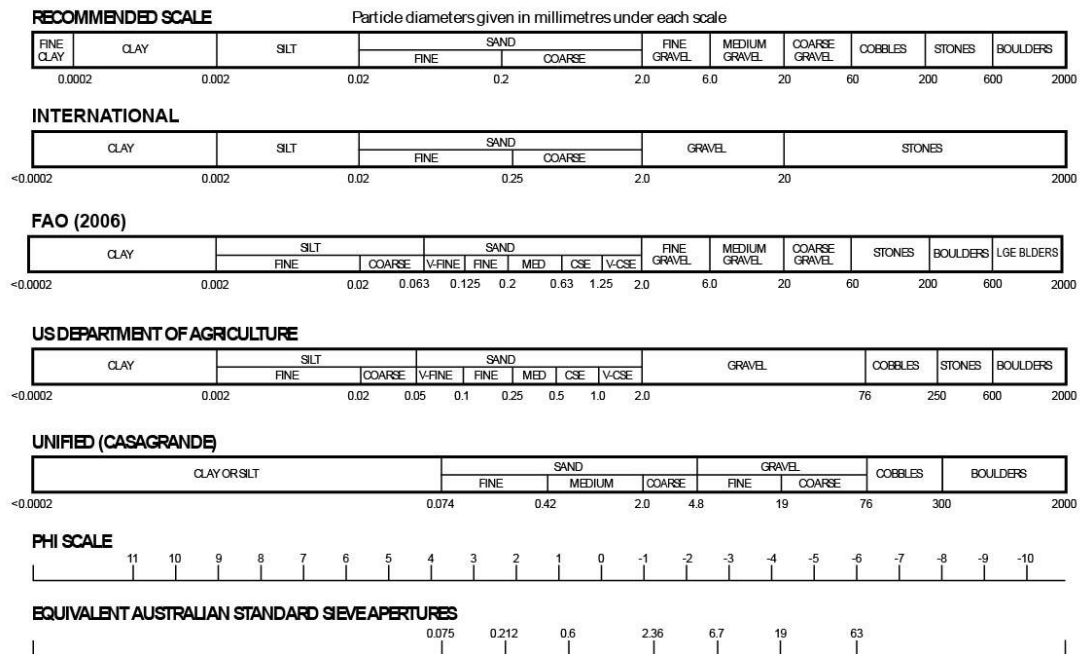 RECOMMENDED SCALE Particle diameters given in millimetres under each scale
FINE CLAY CLAY SILT SAND FINE COARSE FINE GRAVEL MEDIUM GRAVEL COARSE GRAVEL COBBLES STONES BOULDERS
0.0002 0.002 0.02 0.2 2.0 6.0 20 60 200 600 2000
INTERNATIONAL
CLAY SILT SAND FINE COARSE GRAVEL STONES
<0.0002 0.002 0.02 0.25 2.0 20 2000
FAO (2006)
CLAY SILT FINE COARSE SAND V-FINE FINE MED CSE V-CSE FINE GRAVEL MEDIUM GRAVEL COARSE GRAVEL STONES BOULDERS LGE BLDERS
<0.0002 0.002 0.02 0.063 0.125 0.2 0.63 1.25 2.0 6.0 20 60 200 600 2000
US DEPARTMENT OF AGRICULTURE
CLAY SILT FINE COARSE SAND V-FINE FINE MED CSE V-CSE GRAVEL COBBLES STONES BOULDERS
<0.0002 0.002 0.02 0.05 0.1 0.25 0.5 1.0 2.0 76 250 600 2000
UNIFIED (CASAGRANDE)
CLAY OR SILT SAND FINE MEDIUM COARSE GRAVEL FINE COARSE COBBLES BOULDERS
<0.0002 0.074 0.42 2.0 4.8 19 76 300 2000
PHI SCALE
11 10 9 8 7 6 5 4 3 2 1 0 -1 -2 -3 -4 -5 -6 -7 -8 -9 -10
EQUIVALENT AUSTRALIAN STANDARD SIEVE APERTURES
0.075 0.212 0.6 2.36 6.7 19 63